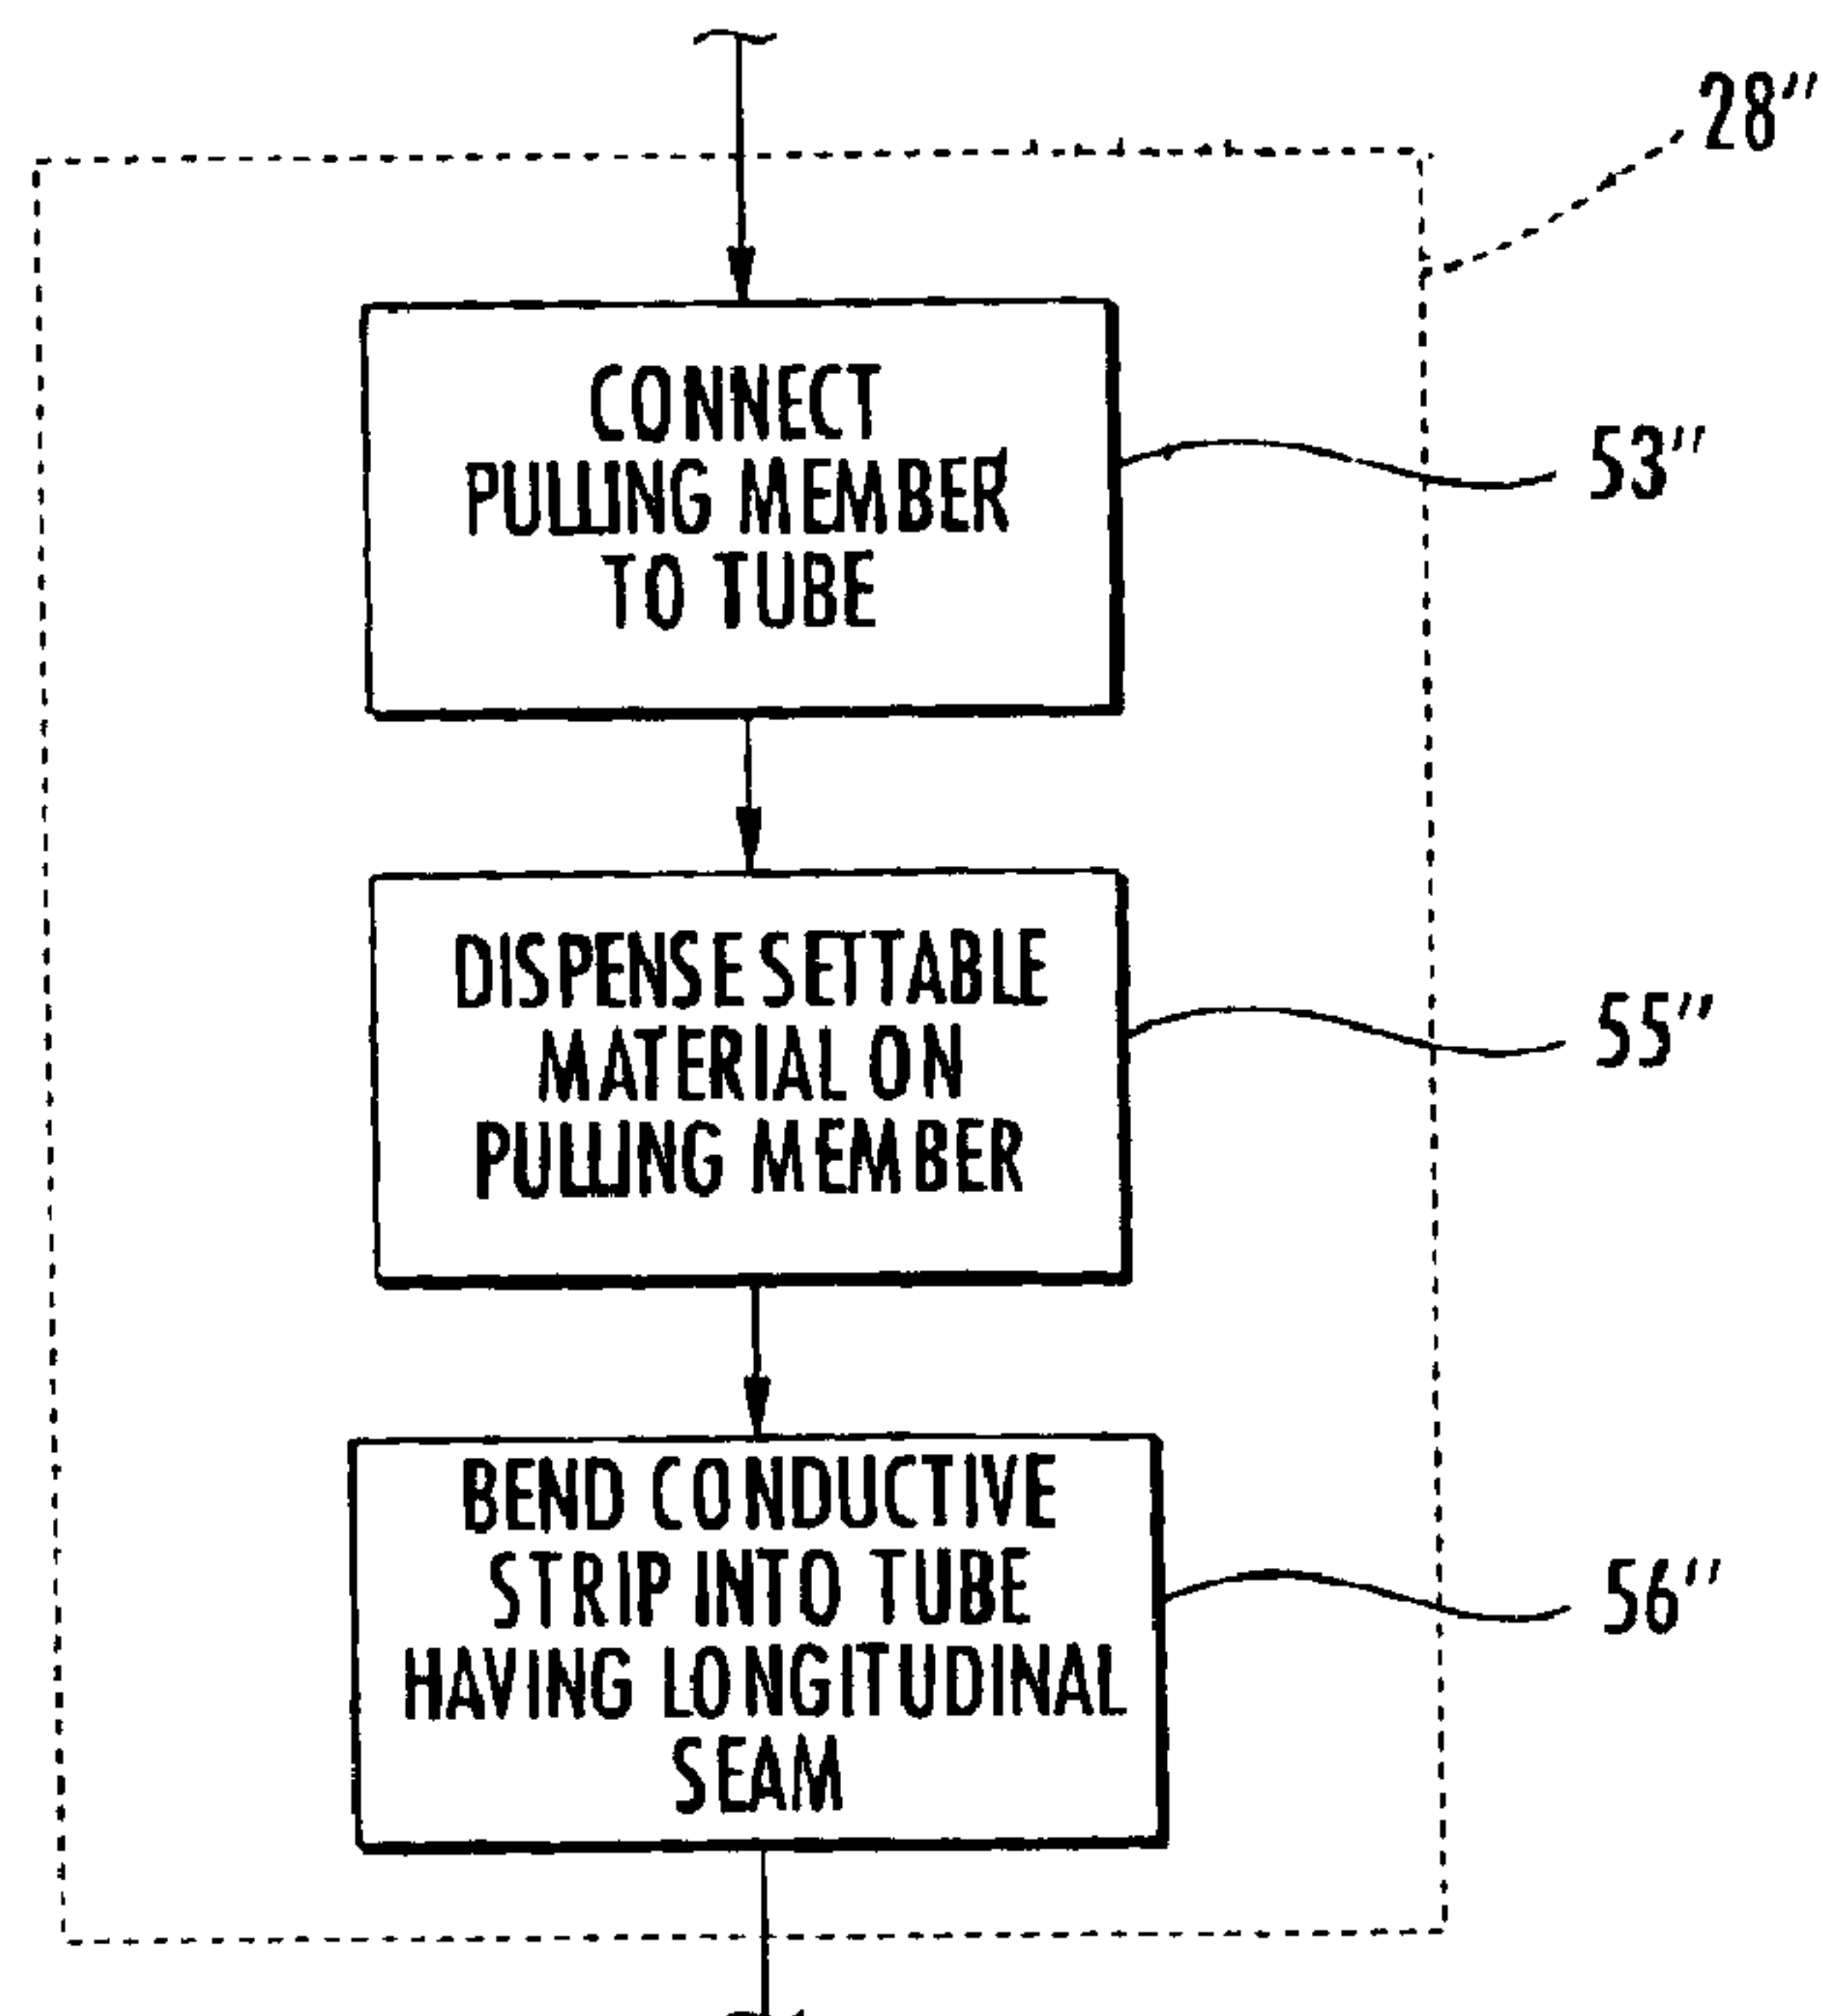 28"
CONNECT
PULLING MEMBER
TO TUBE
53"
DISPENSE SETTABLE
MATERIAL ON
PULLING MEMBER
55"
BEND CONDUCTIVE
STRIP INTO TUBE
HAVING LONGITUDINAL
SEAM
56"